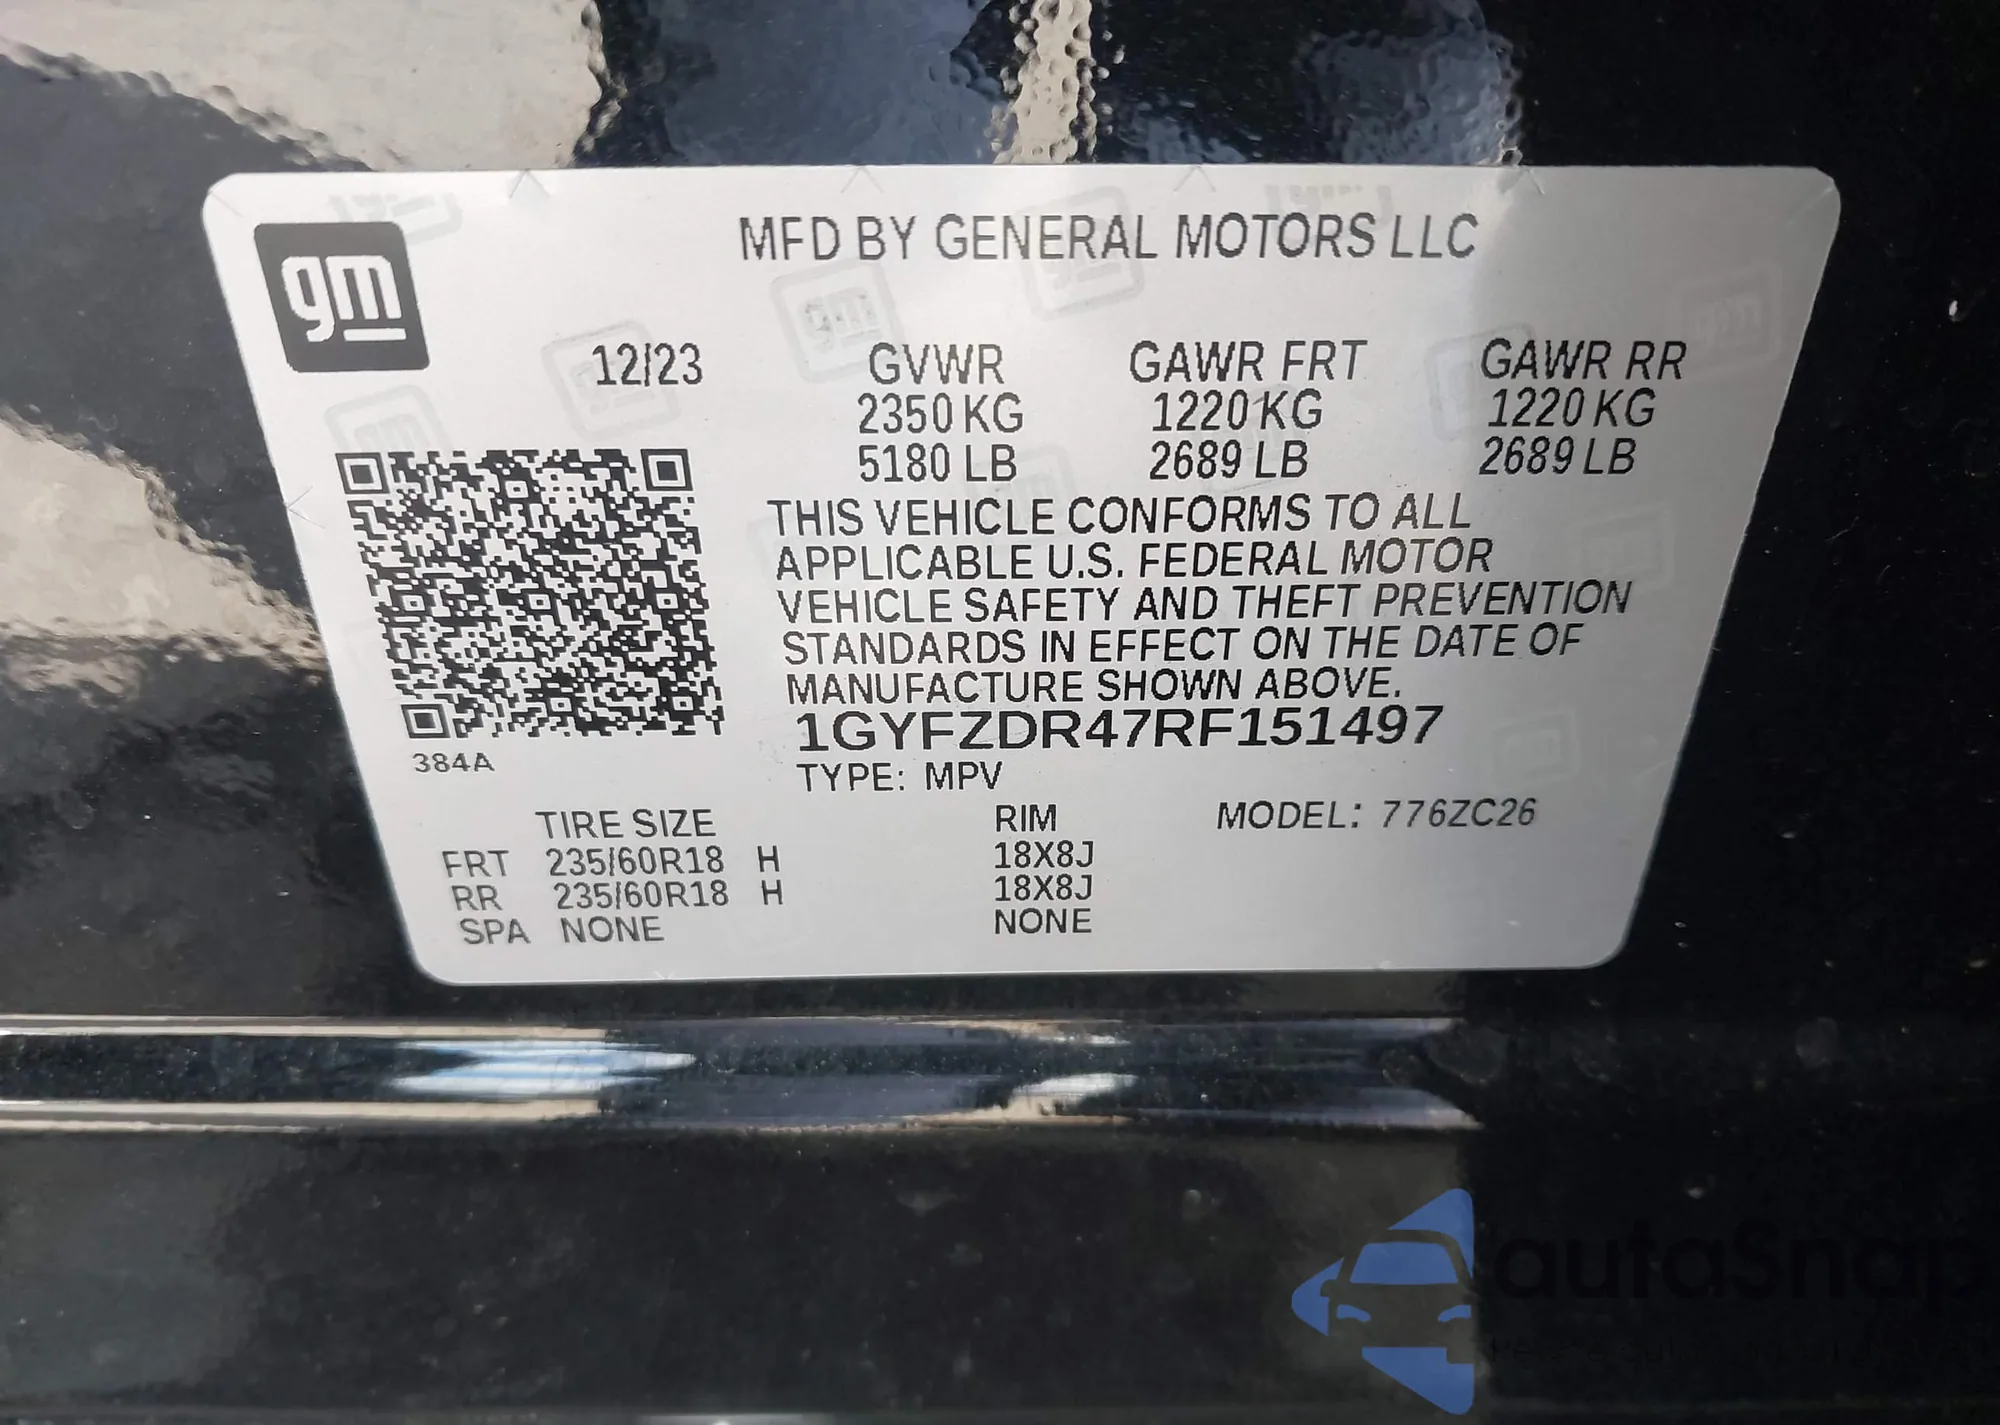 gm
MFD BY GENERAL MOTORS LLC
12/23 GVWR GAWR FRT GAWR RR
2350 KG 1220 KG 1220 KG
5180 LB 2689 LB 2689 LB
THIS VEHICLE CONFORMS TO ALL
APPLICABLE U.S. FEDERAL MOTOR
VEHICLE SAFETY AND THEFT PREVENTION
STANDARDS IN EFFECT ON THE DATE OF
MANUFACTURE SHOWN ABOVE.
1GYFZDR47RF151497
384A
TYPE: MPV
TIRE SIZE RIM MODEL: 776ZC26
FRT 235/60R18 H 18X8J
RR 235/60R18 H 18X8J
SPA NONE NONE
autoSnap